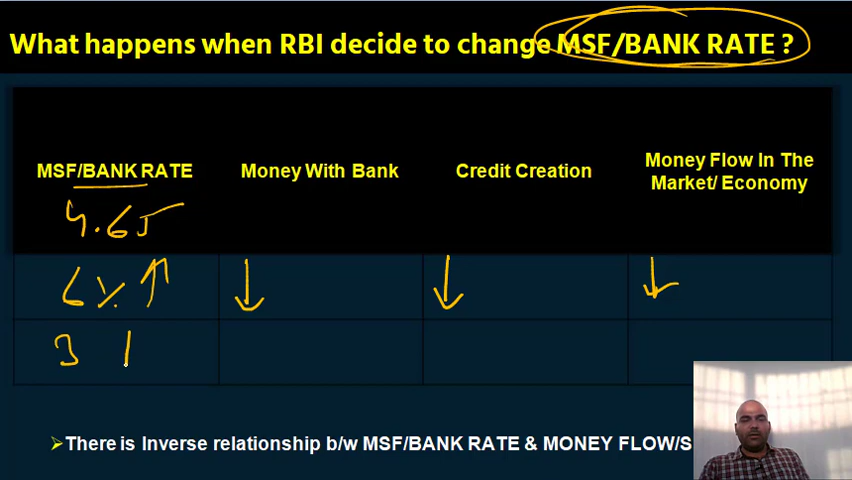 What happens when RBI decide to change MSF/BANK RATE ?
MSF/BANK RATE
Money With Bank
Credit Creation
Money Flow In The
Market/ Economy
4.65
6% ↑ ↓ ↓ ↓
3
➢There is Inverse relationship b/w MSF/BANK RATE & MONEY FLOW/S